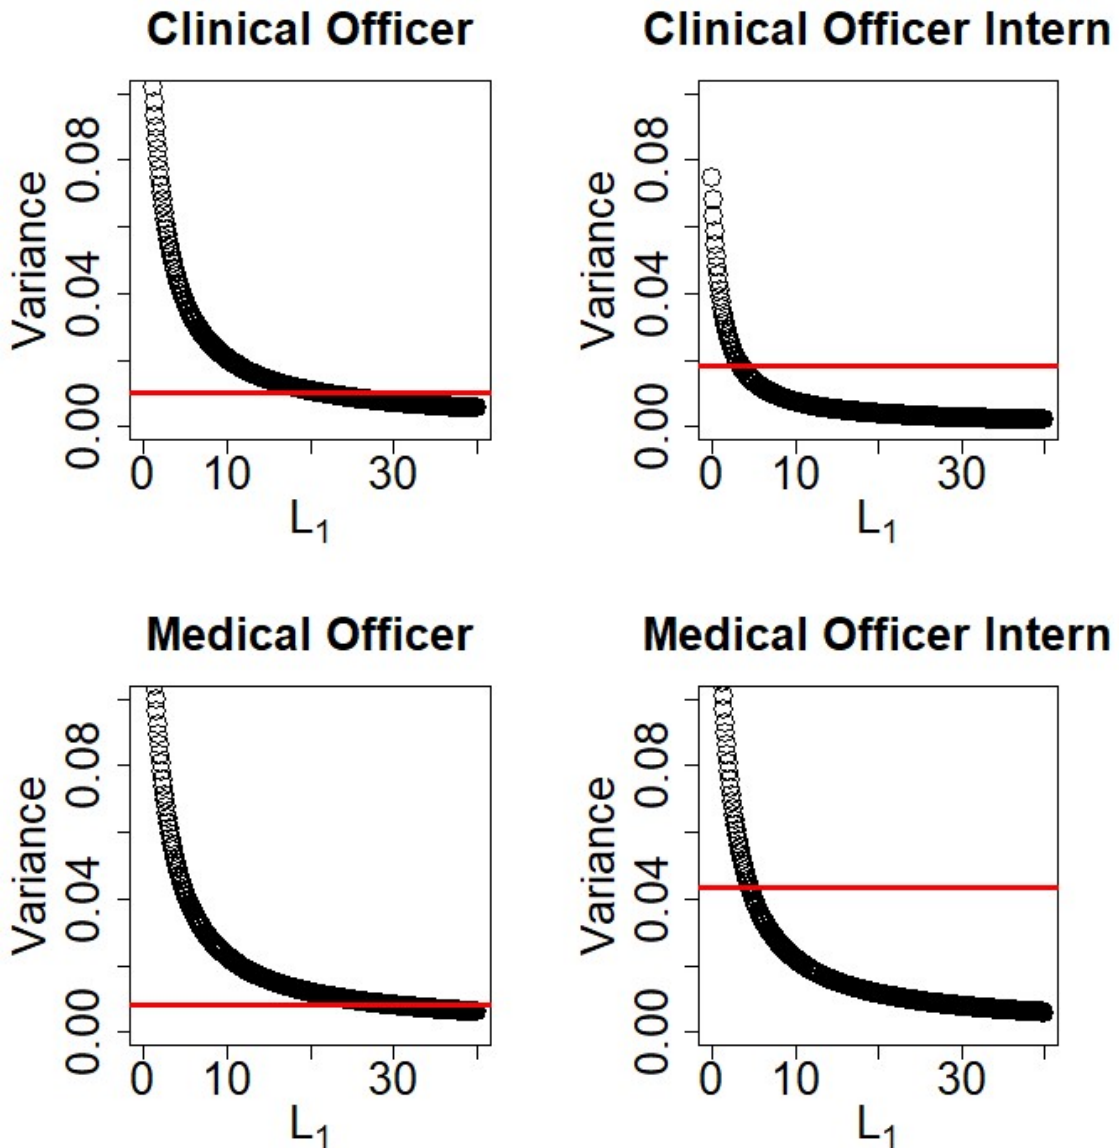 Clinical Officer
Variance
0.00 0.04 0.08
0 10 30
L₁
Clinical Officer Intern
Variance
0.00 0.04 0.08
0 10 30
L₁
Medical Officer
Variance
0.00 0.04 0.08
0 10 30
L₁
Medical Officer Intern
Variance
0.00 0.04 0.08
0 10 30
L₁